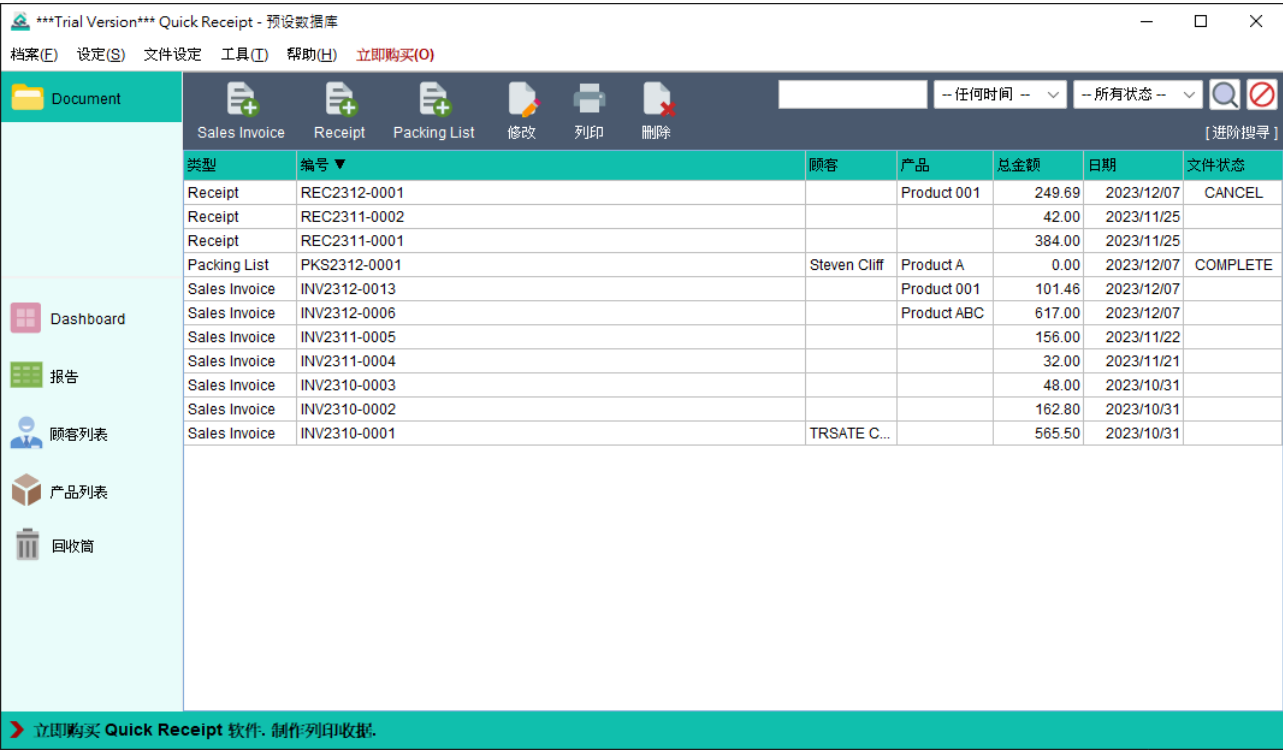 ***Trial Version*** Quick Receipt - 预设数据库
档案(F) 设定(S) 文件设定 工具(T) 帮助(H) 立即购买(O)
Document
Sales Invoice Receipt Packing List 修改 列印 删除
-- 任何时间 -- -- 所有状态 --
[ 进阶搜寻 ]
类型 编号 ▼ 顾客 产品 总金额 日期 文件状态
Receipt REC2312-0001 Product 001 249.69 2023/12/07 CANCEL
Receipt REC2311-0002 42.00 2023/11/25
Receipt REC2311-0001 384.00 2023/11/25
Packing List PKS2312-0001 Steven Cliff Product A 0.00 2023/12/07 COMPLETE
Sales Invoice INV2312-0013 Product 001 101.46 2023/12/07
Sales Invoice INV2312-0006 Product ABC 617.00 2023/12/07
Sales Invoice INV2311-0005 156.00 2023/11/22
Sales Invoice INV2311-0004 32.00 2023/11/21
Sales Invoice INV2310-0003 48.00 2023/10/31
Sales Invoice INV2310-0002 162.80 2023/10/31
Sales Invoice INV2310-0001 TRSATE C... 565.50 2023/10/31
Dashboard
报告
顾客列表
产品列表
回收筒
立即购买 Quick Receipt 软件. 制作列印收据.